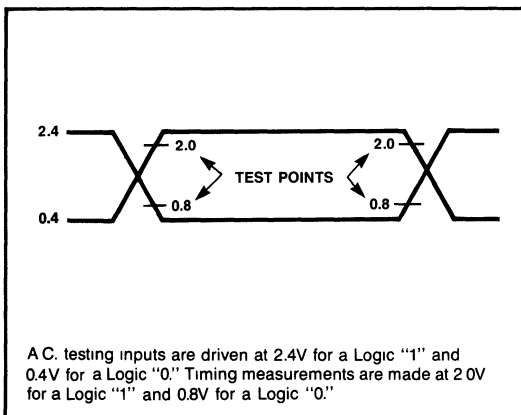 2.4
2.0
2.0
TEST POINTS
0.8
0.8
0.4
A C. testing inputs are driven at 2.4V for a Logic “1” and
0.4V for a Logic “0.” Timing measurements are made at 2 0V
for a Logic “1” and 0.8V for a Logic “0.”